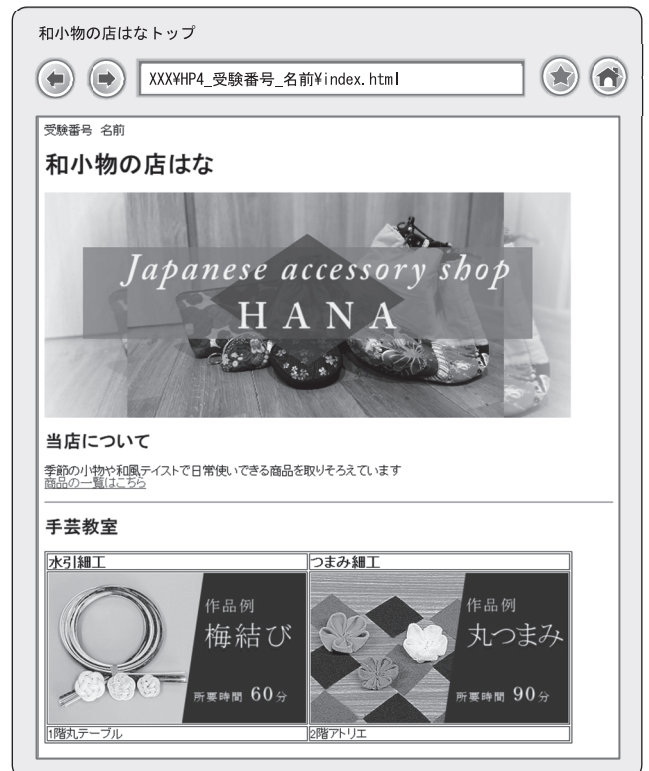 和小物の店はなトップ
XXX¥HP4_受験番号_名前¥index.html
受験番号 名前
和小物の店はな
Japanese accessory shop
HANA
当店について
季節の小物や和風テイストで日常使いできる商品を取りそろえています
商品の一覧はこちら
手芸教室
水引細工
つまみ細工
作品例
梅結び
所要時間 60分
作品例
丸つまみ
所要時間 90分
1階丸テーブル
2階アトリエ